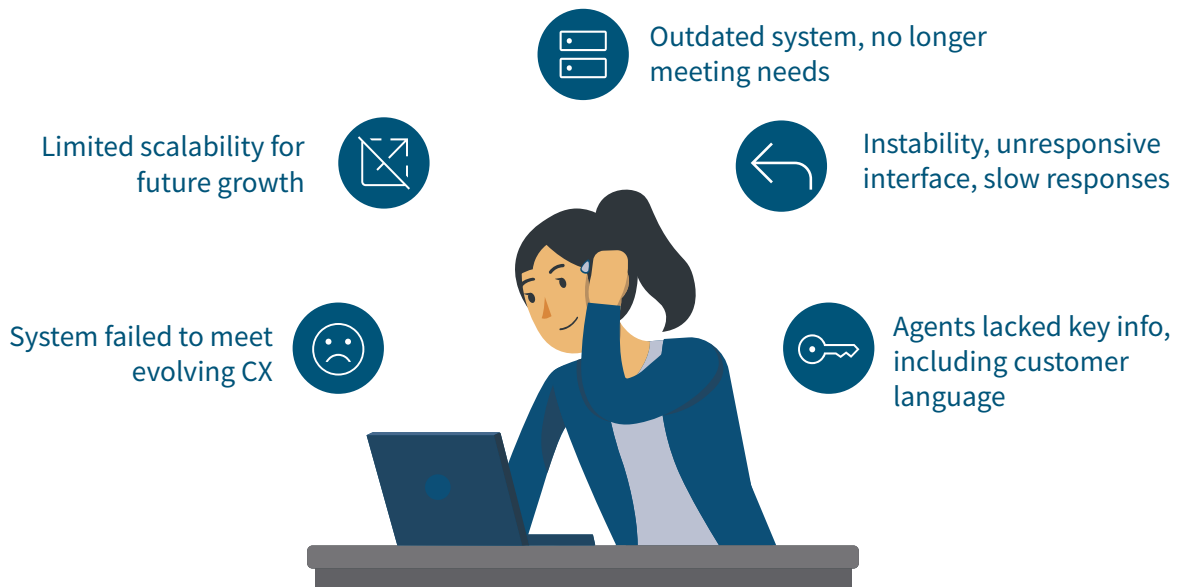 Outdated system, no longer
meeting needs
Limited scalability for
future growth
Instability, unresponsive
interface, slow responses
System failed to meet
evolving CX
Agents lacked key info,
including customer
language